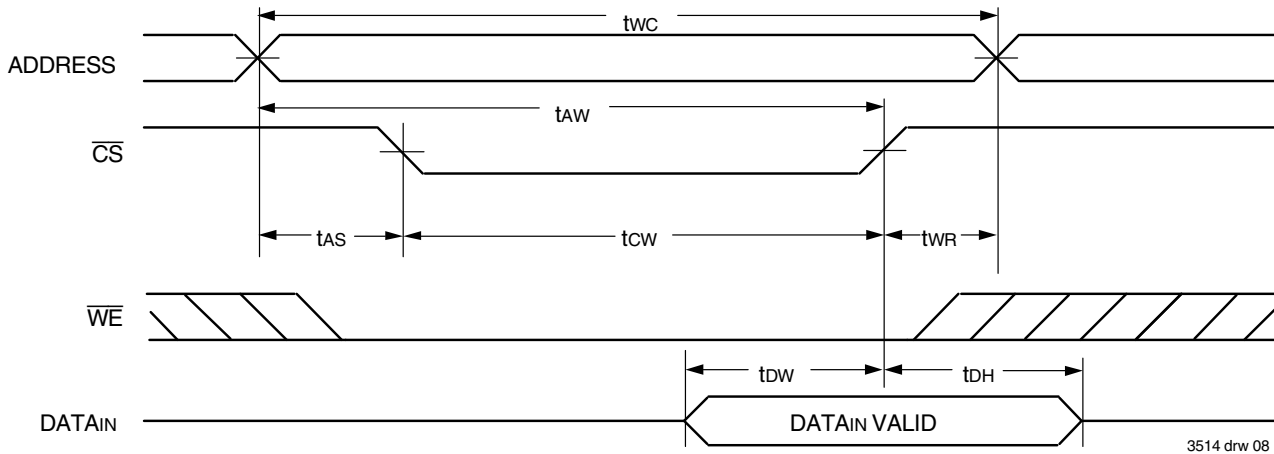 tWC
ADDRESS
tAW
CS
tAS
tCW
tWR
WE
tDW
tDH
DATAIN
DATAIN VALID
3514 drw 08